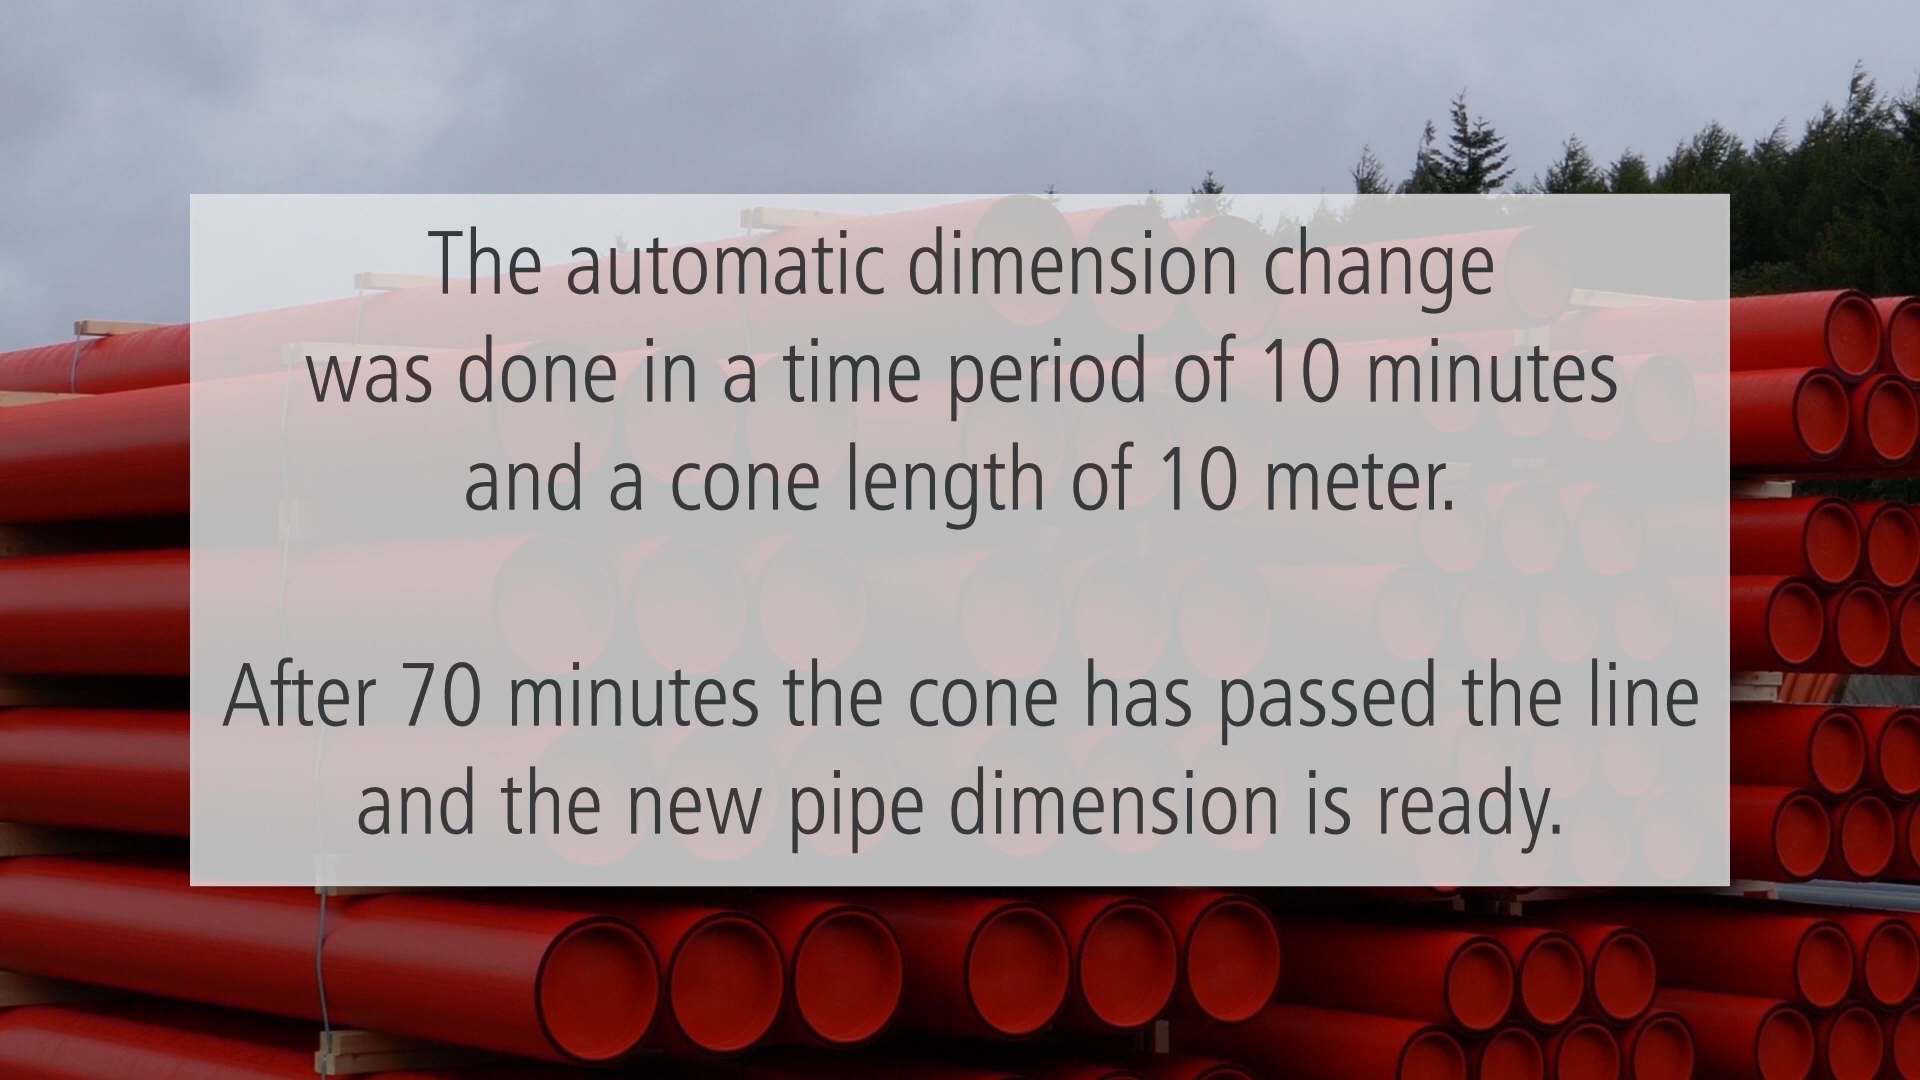 The automatic dimension change
was done in a time period of 10 minutes
and a cone length of 10 meter.
After 70 minutes the cone has passed the line
and the new pipe dimension is ready.